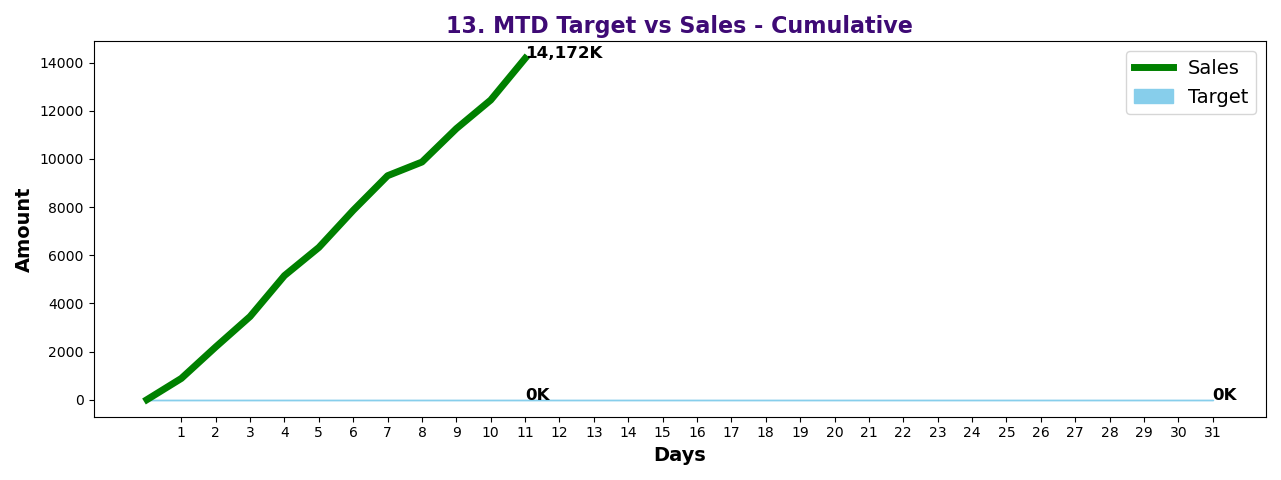 13. MTD Target vs Sales - Cumulative
14,172K
Sales
Target
14000
12000
10000
8000
6000
4000
2000
0
Amount
0K
0K
1 2 3 4 5 6 7 8 9 10 11 12 13 14 15 16 17 18 19 20 21 22 23 24 25 26 27 28 29 30 31
Days